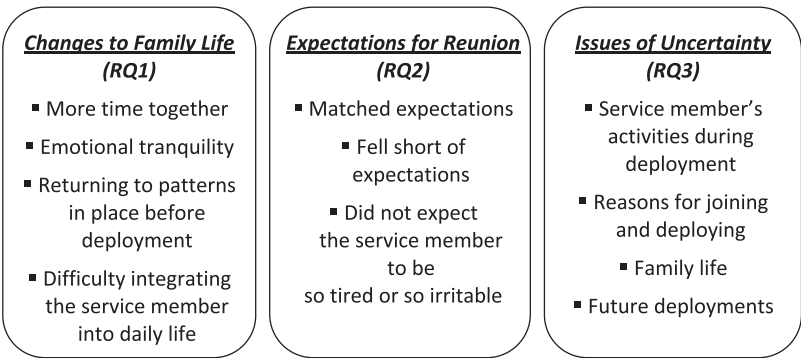 Changes to Family Life
(RQ1)
▪ More time together
▪ Emotional tranquility
▪ Returning to patterns
in place before
deployment
▪ Difficulty integrating
the service member
into daily life
Expectations for Reunion
(RQ2)
▪ Matched expectations
▪ Fell short of
expectations
▪ Did not expect
the service member
to be
so tired or so irritable
Issues of Uncertainty
(RQ3)
▪ Service member’s
activities during
deployment
▪ Reasons for joining
and deploying
▪ Family life
▪ Future deployments